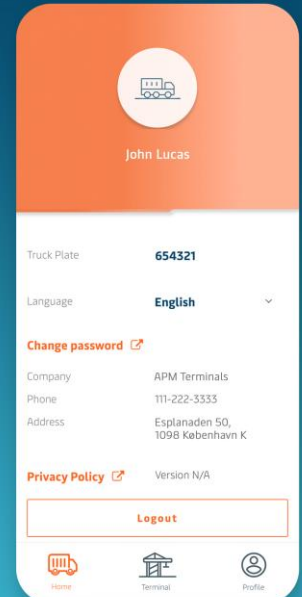 John Lucas
Truck Plate 654321
Language English
Change password
Company APM Terminals
Phone 111-222-3333
Address Esplanaden 50,
1098 København K
Privacy Policy Version N/A
Logout
Home Terminal Profile